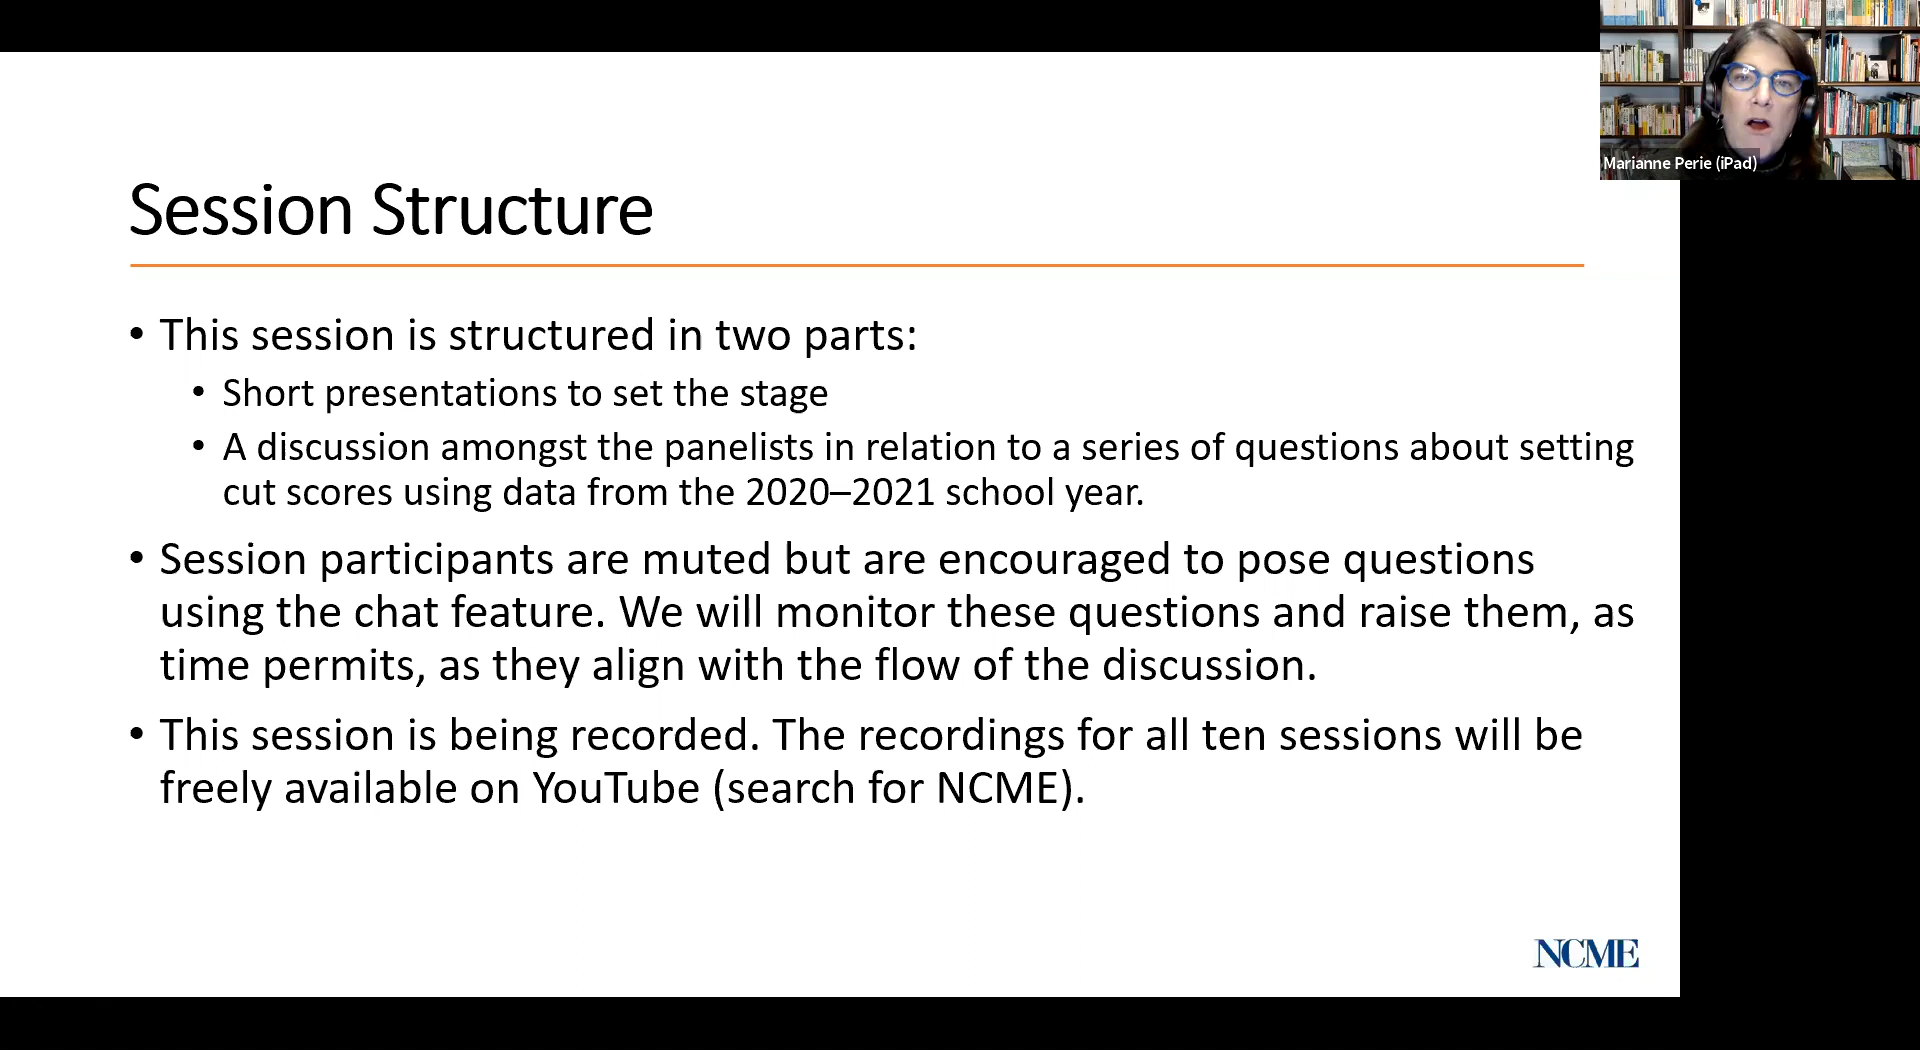 Session Structure
• This session is structured in two parts:
• Short presentations to set the stage
• A discussion amongst the panelists in relation to a series of questions about setting
cut scores using data from the 2020–2021 school year.
• Session participants are muted but are encouraged to pose questions
using the chat feature. We will monitor these questions and raise them, as
time permits, as they align with the flow of the discussion.
• This session is being recorded. The recordings for all ten sessions will be
freely available on YouTube (search for NCME).
NCME
Marianne Perie (iPad)